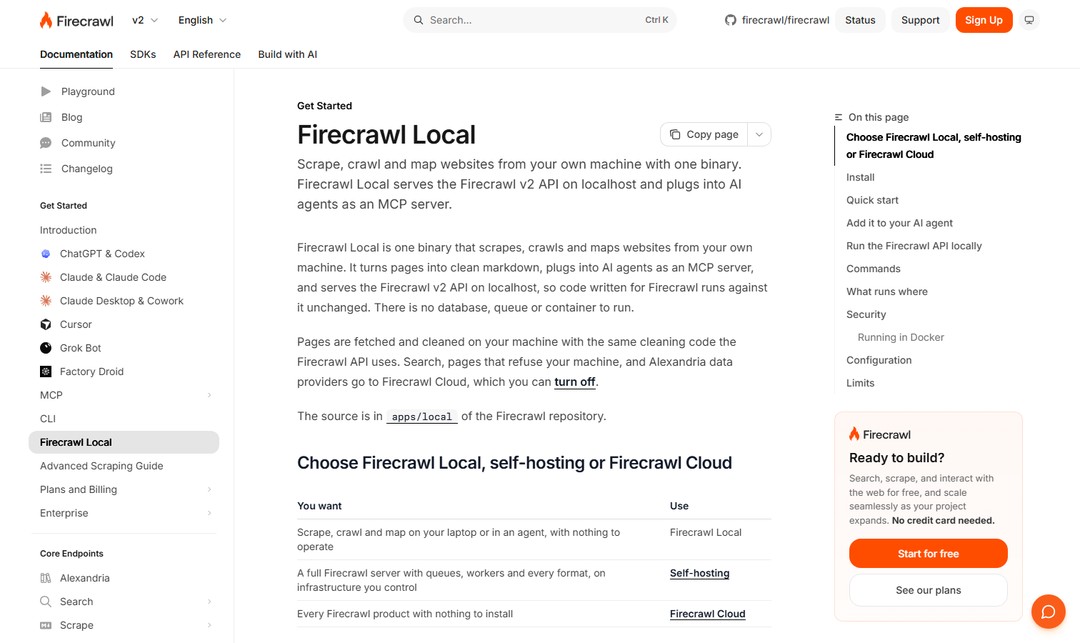 Firecrawl
v2
English
Search...
Ctrl K
firecrawl/firecrawl
Status
Support
Sign Up
Documentation
SDKs
API Reference
Build with AI
Playground
Blog
Community
Changelog
Get Started
Introduction
ChatGPT & Codex
Claude & Claude Code
Claude Desktop & Cowork
Cursor
Grok Bot
Factory Droid
MCP
CLI
Firecrawl Local
Advanced Scraping Guide
Plans and Billing
Enterprise
Core Endpoints
Alexandria
Search
Scrape
Get Started
Firecrawl Local
Copy page
Scrape, crawl and map websites from your own machine with one binary.
Firecrawl Local serves the Firecrawl v2 API on localhost and plugs into AI
agents as an MCP server.
Firecrawl Local is one binary that scrapes, crawls and maps websites from your own
machine. It turns pages into clean markdown, plugs into AI agents as an MCP server,
and serves the Firecrawl v2 API on localhost, so code written for Firecrawl runs against
it unchanged. There is no database, queue or container to run.
Pages are fetched and cleaned on your machine with the same cleaning code the
Firecrawl API uses. Search, pages that refuse your machine, and Alexandria data
providers go to Firecrawl Cloud, which you can turn off.
The source is in apps/local of the Firecrawl repository.
Choose Firecrawl Local, self-hosting or Firecrawl Cloud
You want
Use
Scrape, crawl and map on your laptop or in an agent, with nothing to
operate
Firecrawl Local
A full Firecrawl server with queues, workers and every format, on
infrastructure you control
Self-hosting
Every Firecrawl product with nothing to install
Firecrawl Cloud
On this page
Choose Firecrawl Local, self-hosting
or Firecrawl Cloud
Install
Quick start
Add it to your AI agent
Run the Firecrawl API locally
Commands
What runs where
Security
Running in Docker
Configuration
Limits
Firecrawl
Ready to build?
Search, scrape, and interact with
the web for free, and scale
seamlessly as your project
expands. No credit card needed.
Start for free
See our plans